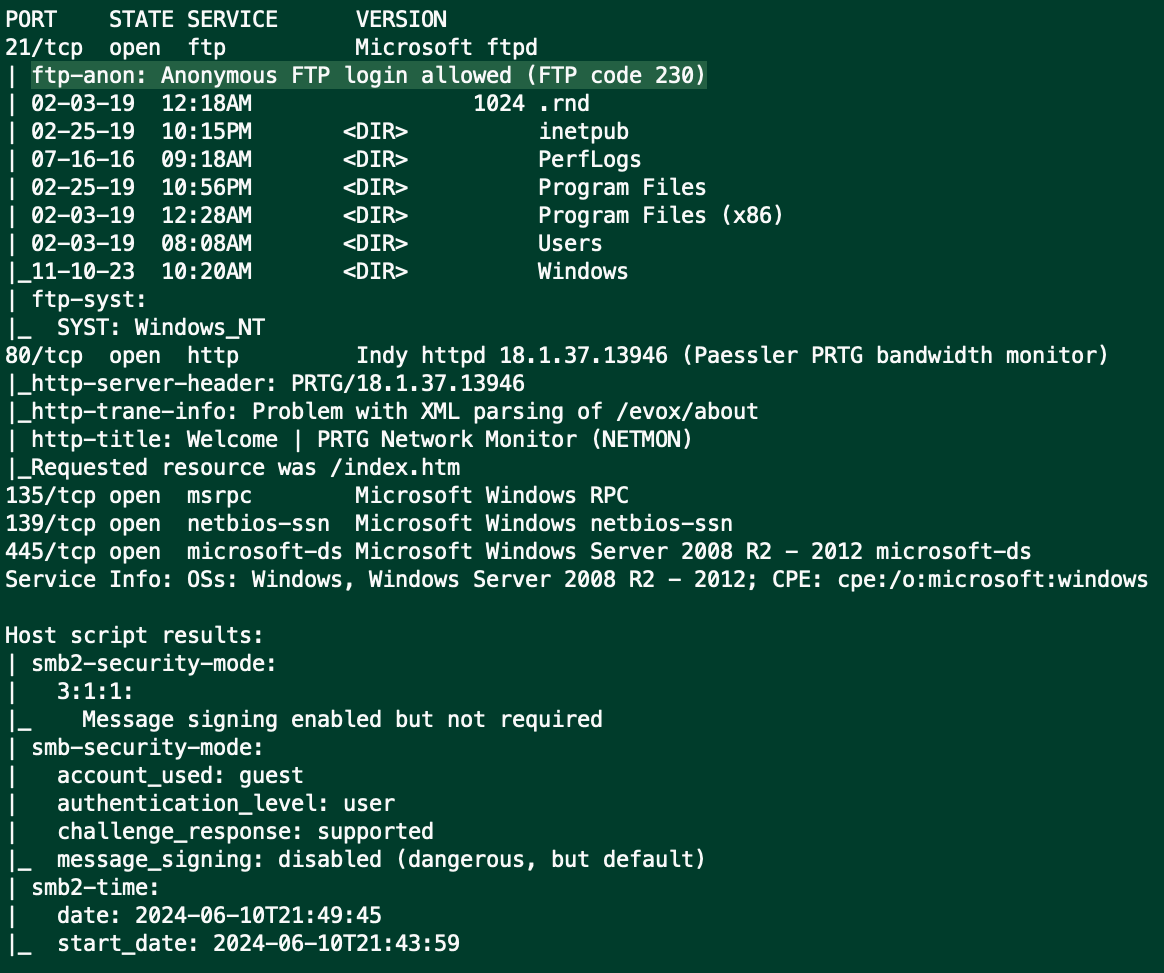 PORT    STATE SERVICE      VERSION
21/tcp  open  ftp          Microsoft ftpd
| ftp-anon: Anonymous FTP login allowed (FTP code 230)
| 02-03-19  12:18AM                 1024 .rnd
| 02-25-19  10:15PM       <DIR>          inetpub
| 07-16-16  09:18AM       <DIR>          PerfLogs
| 02-25-19  10:56PM       <DIR>          Program Files
| 02-03-19  12:28AM       <DIR>          Program Files (x86)
| 02-03-19  08:08AM       <DIR>          Users
|_11-10-23  10:20AM       <DIR>          Windows
| ftp-syst:
|_  SYST: Windows_NT
80/tcp  open  http         Indy httpd 18.1.37.13946 (Paessler PRTG bandwidth monitor)
|_http-server-header: PRTG/18.1.37.13946
|_http-trane-info: Problem with XML parsing of /evox/about
| http-title: Welcome | PRTG Network Monitor (NETMON)
|_Requested resource was /index.htm
135/tcp open  msrpc        Microsoft Windows RPC
139/tcp open  netbios-ssn  Microsoft Windows netbios-ssn
445/tcp open  microsoft-ds Microsoft Windows Server 2008 R2 - 2012 microsoft-ds
Service Info: OSs: Windows, Windows Server 2008 R2 - 2012; CPE: cpe:/o:microsoft:windows

Host script results:
| smb2-security-mode:
|   3:1:1:
|_    Message signing enabled but not required
| smb-security-mode:
|   account_used: guest
|   authentication_level: user
|   challenge_response: supported
|_  message_signing: disabled (dangerous, but default)
| smb2-time:
|   date: 2024-06-10T21:49:45
|_  start_date: 2024-06-10T21:43:59